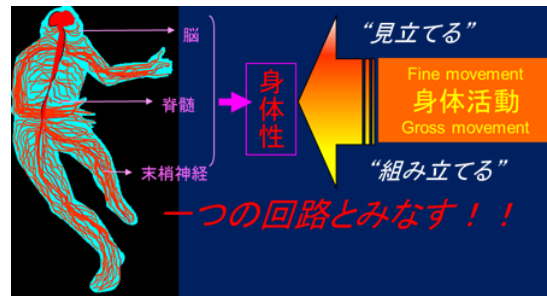 脳
脊髄
末梢神経
身体性
“見立てる”
Fine movement
身体活動
Gross movement
“組み立てる”
一つの回路とみなす！！